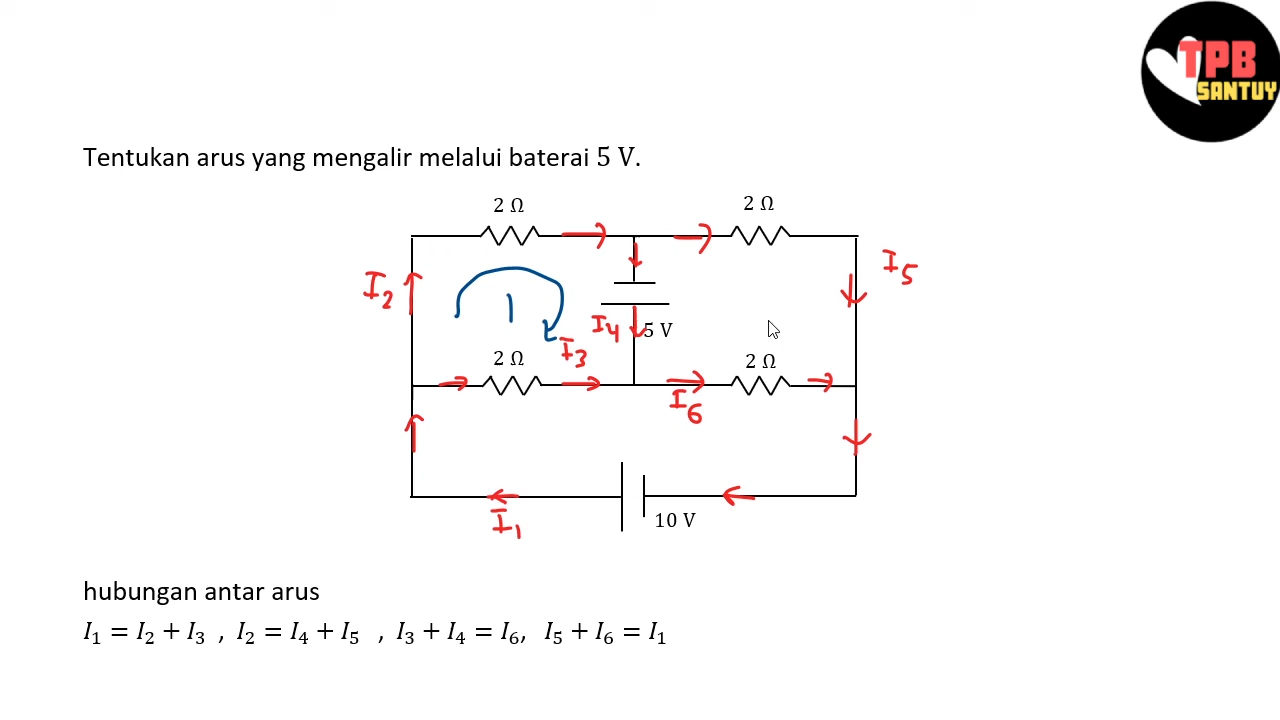 TPB
SANTUY
Tentukan arus yang mengalir melalui baterai 5 V.
2 Ω
2 Ω
I₂
I₅
1
I₄
5 V
I₃
2 Ω
2 Ω
I₆
I₁
10 V
hubungan antar arus
I₁ = I₂ + I₃ , I₂ = I₄ + I₅ , I₃ + I₄ = I₆, I₅ + I₆ = I₁